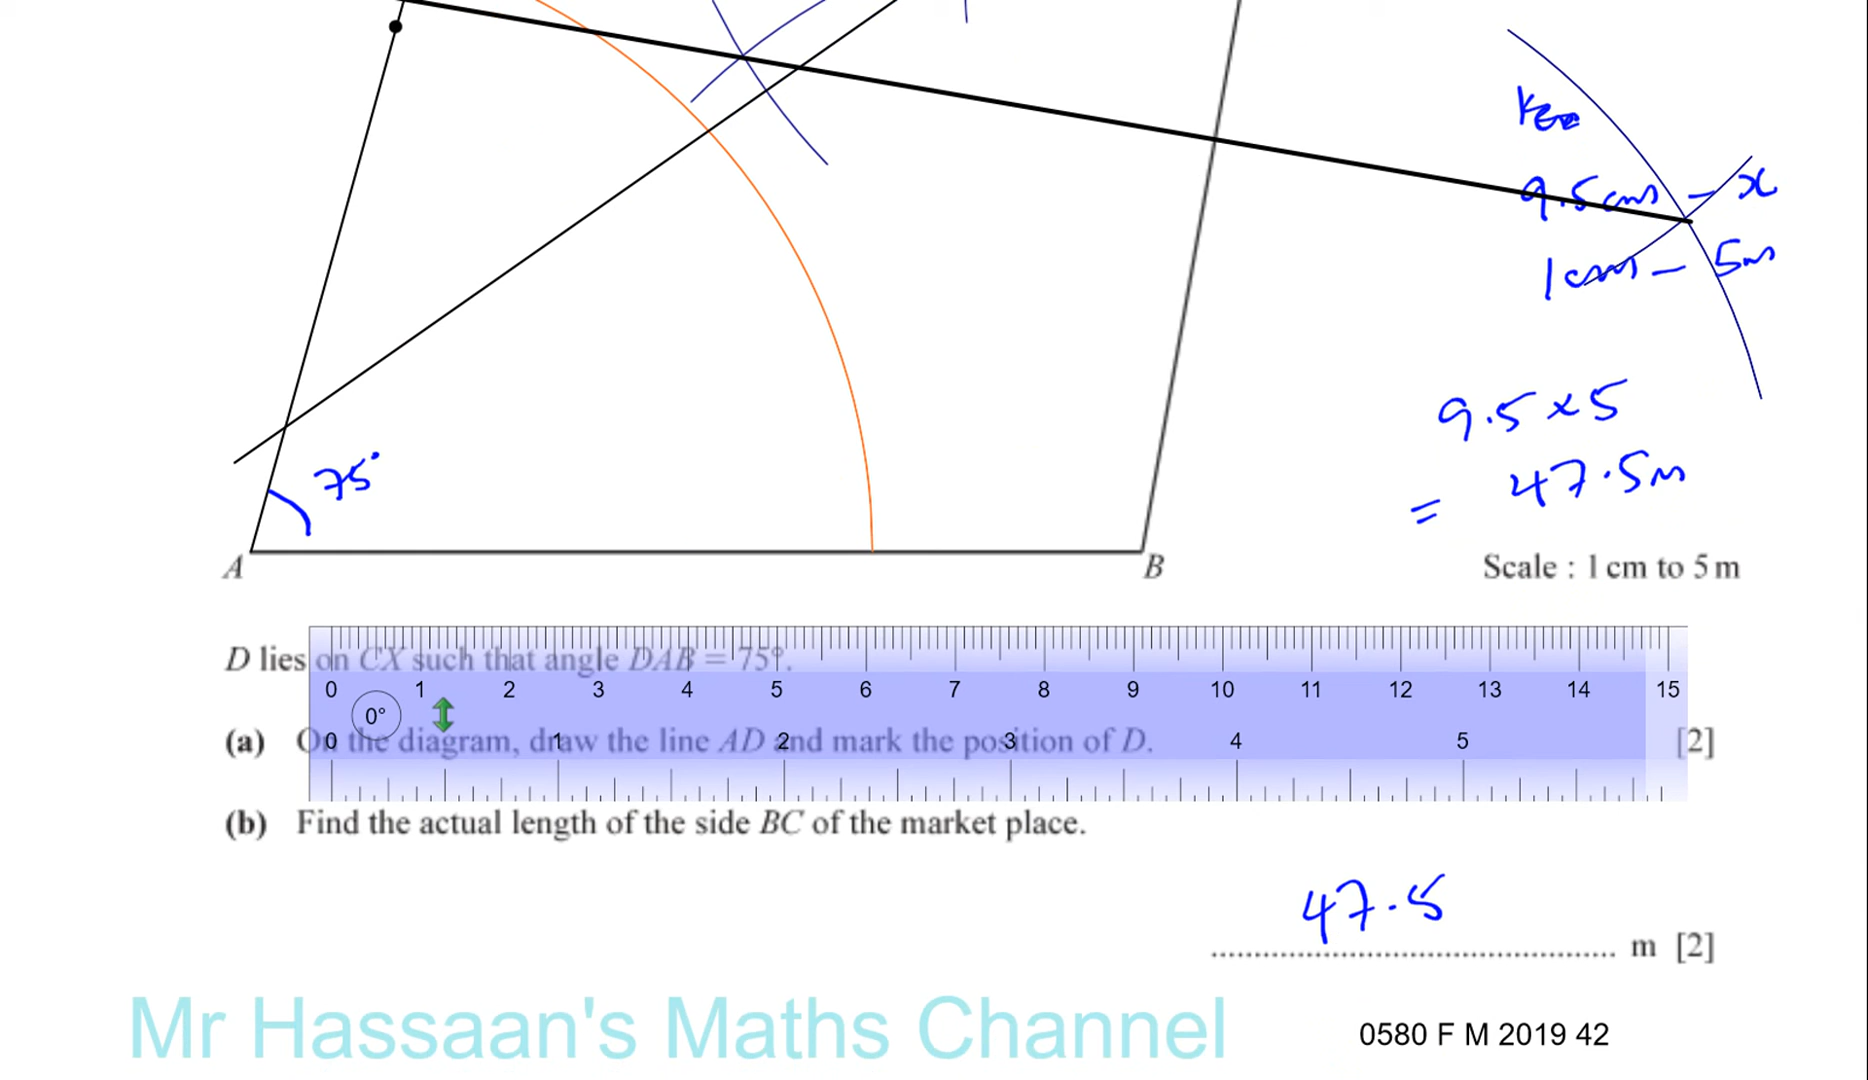 9.5cm – x
1cm – 5m
9.5 × 5
= 47.5m
75°
A
B
Scale : 1 cm to 5 m
D lies on CX such that angle DAB = 75°.
0 1 2 3 4 5 6 7 8 9 10 11 12 13 14 15
0°
(a) On the diagram, draw the line AD and mark the position of D. [2]
0 1 2 3 4 5
(b) Find the actual length of the side BC of the market place.
47.5
m [2]
Mr Hassaan's Maths Channel
0580 F M 2019 42